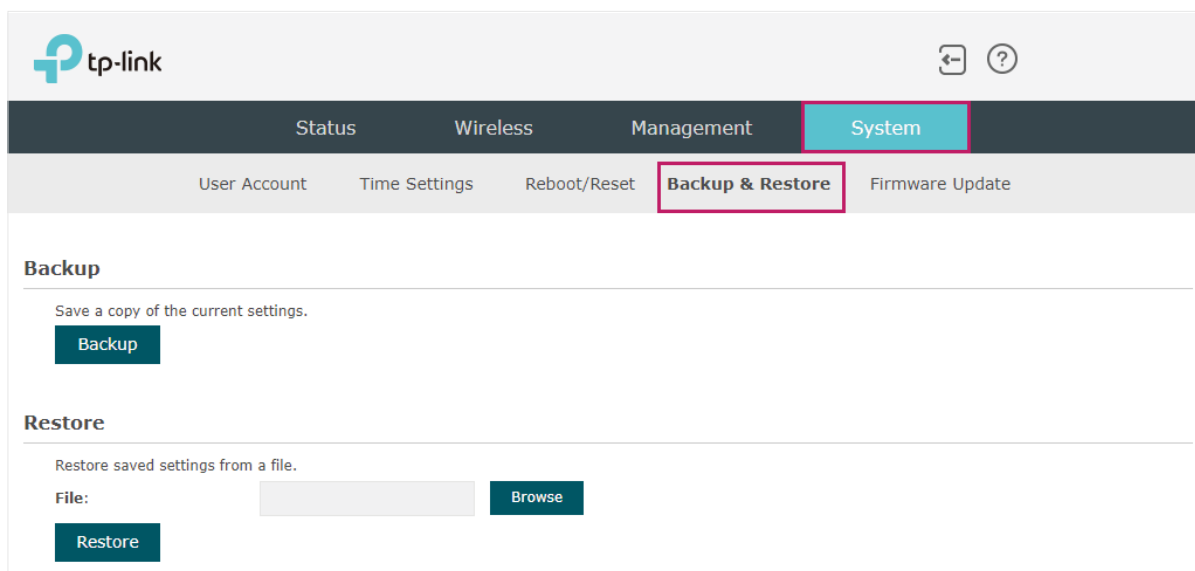 tp-link
Status Wireless Management System
User Account Time Settings Reboot/Reset Backup & Restore Firmware Update
Backup
Save a copy of the current settings.
Backup
Restore
Restore saved settings from a file.
File: Browse
Restore